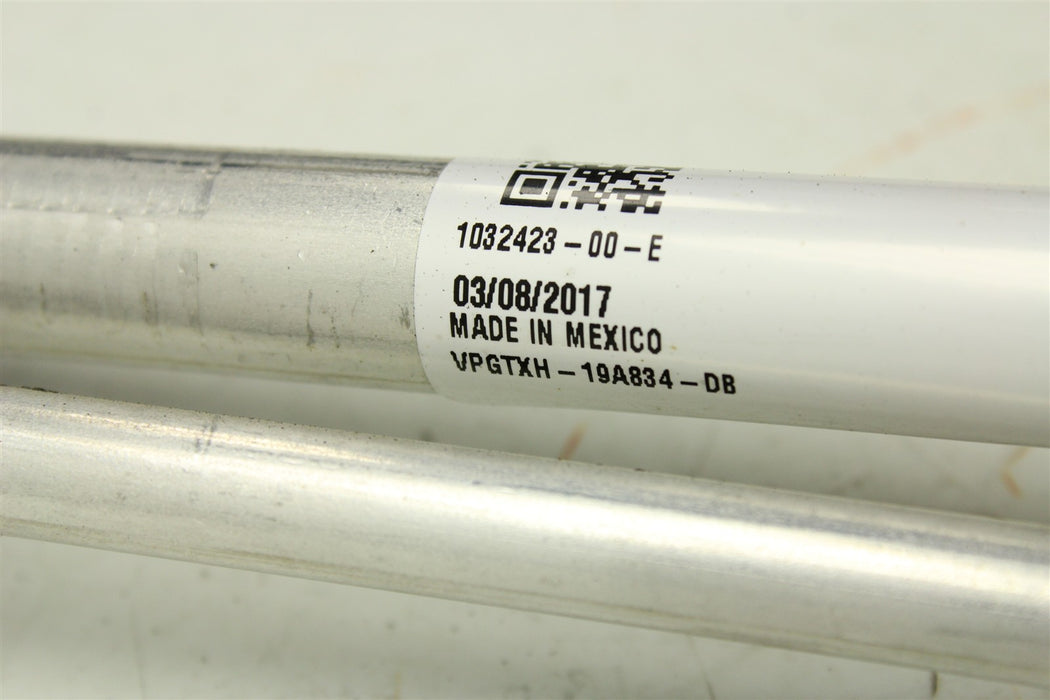 1032423-00-E
03/08/2017
MADE IN MEXICO
VPGTXH-19A834-DB